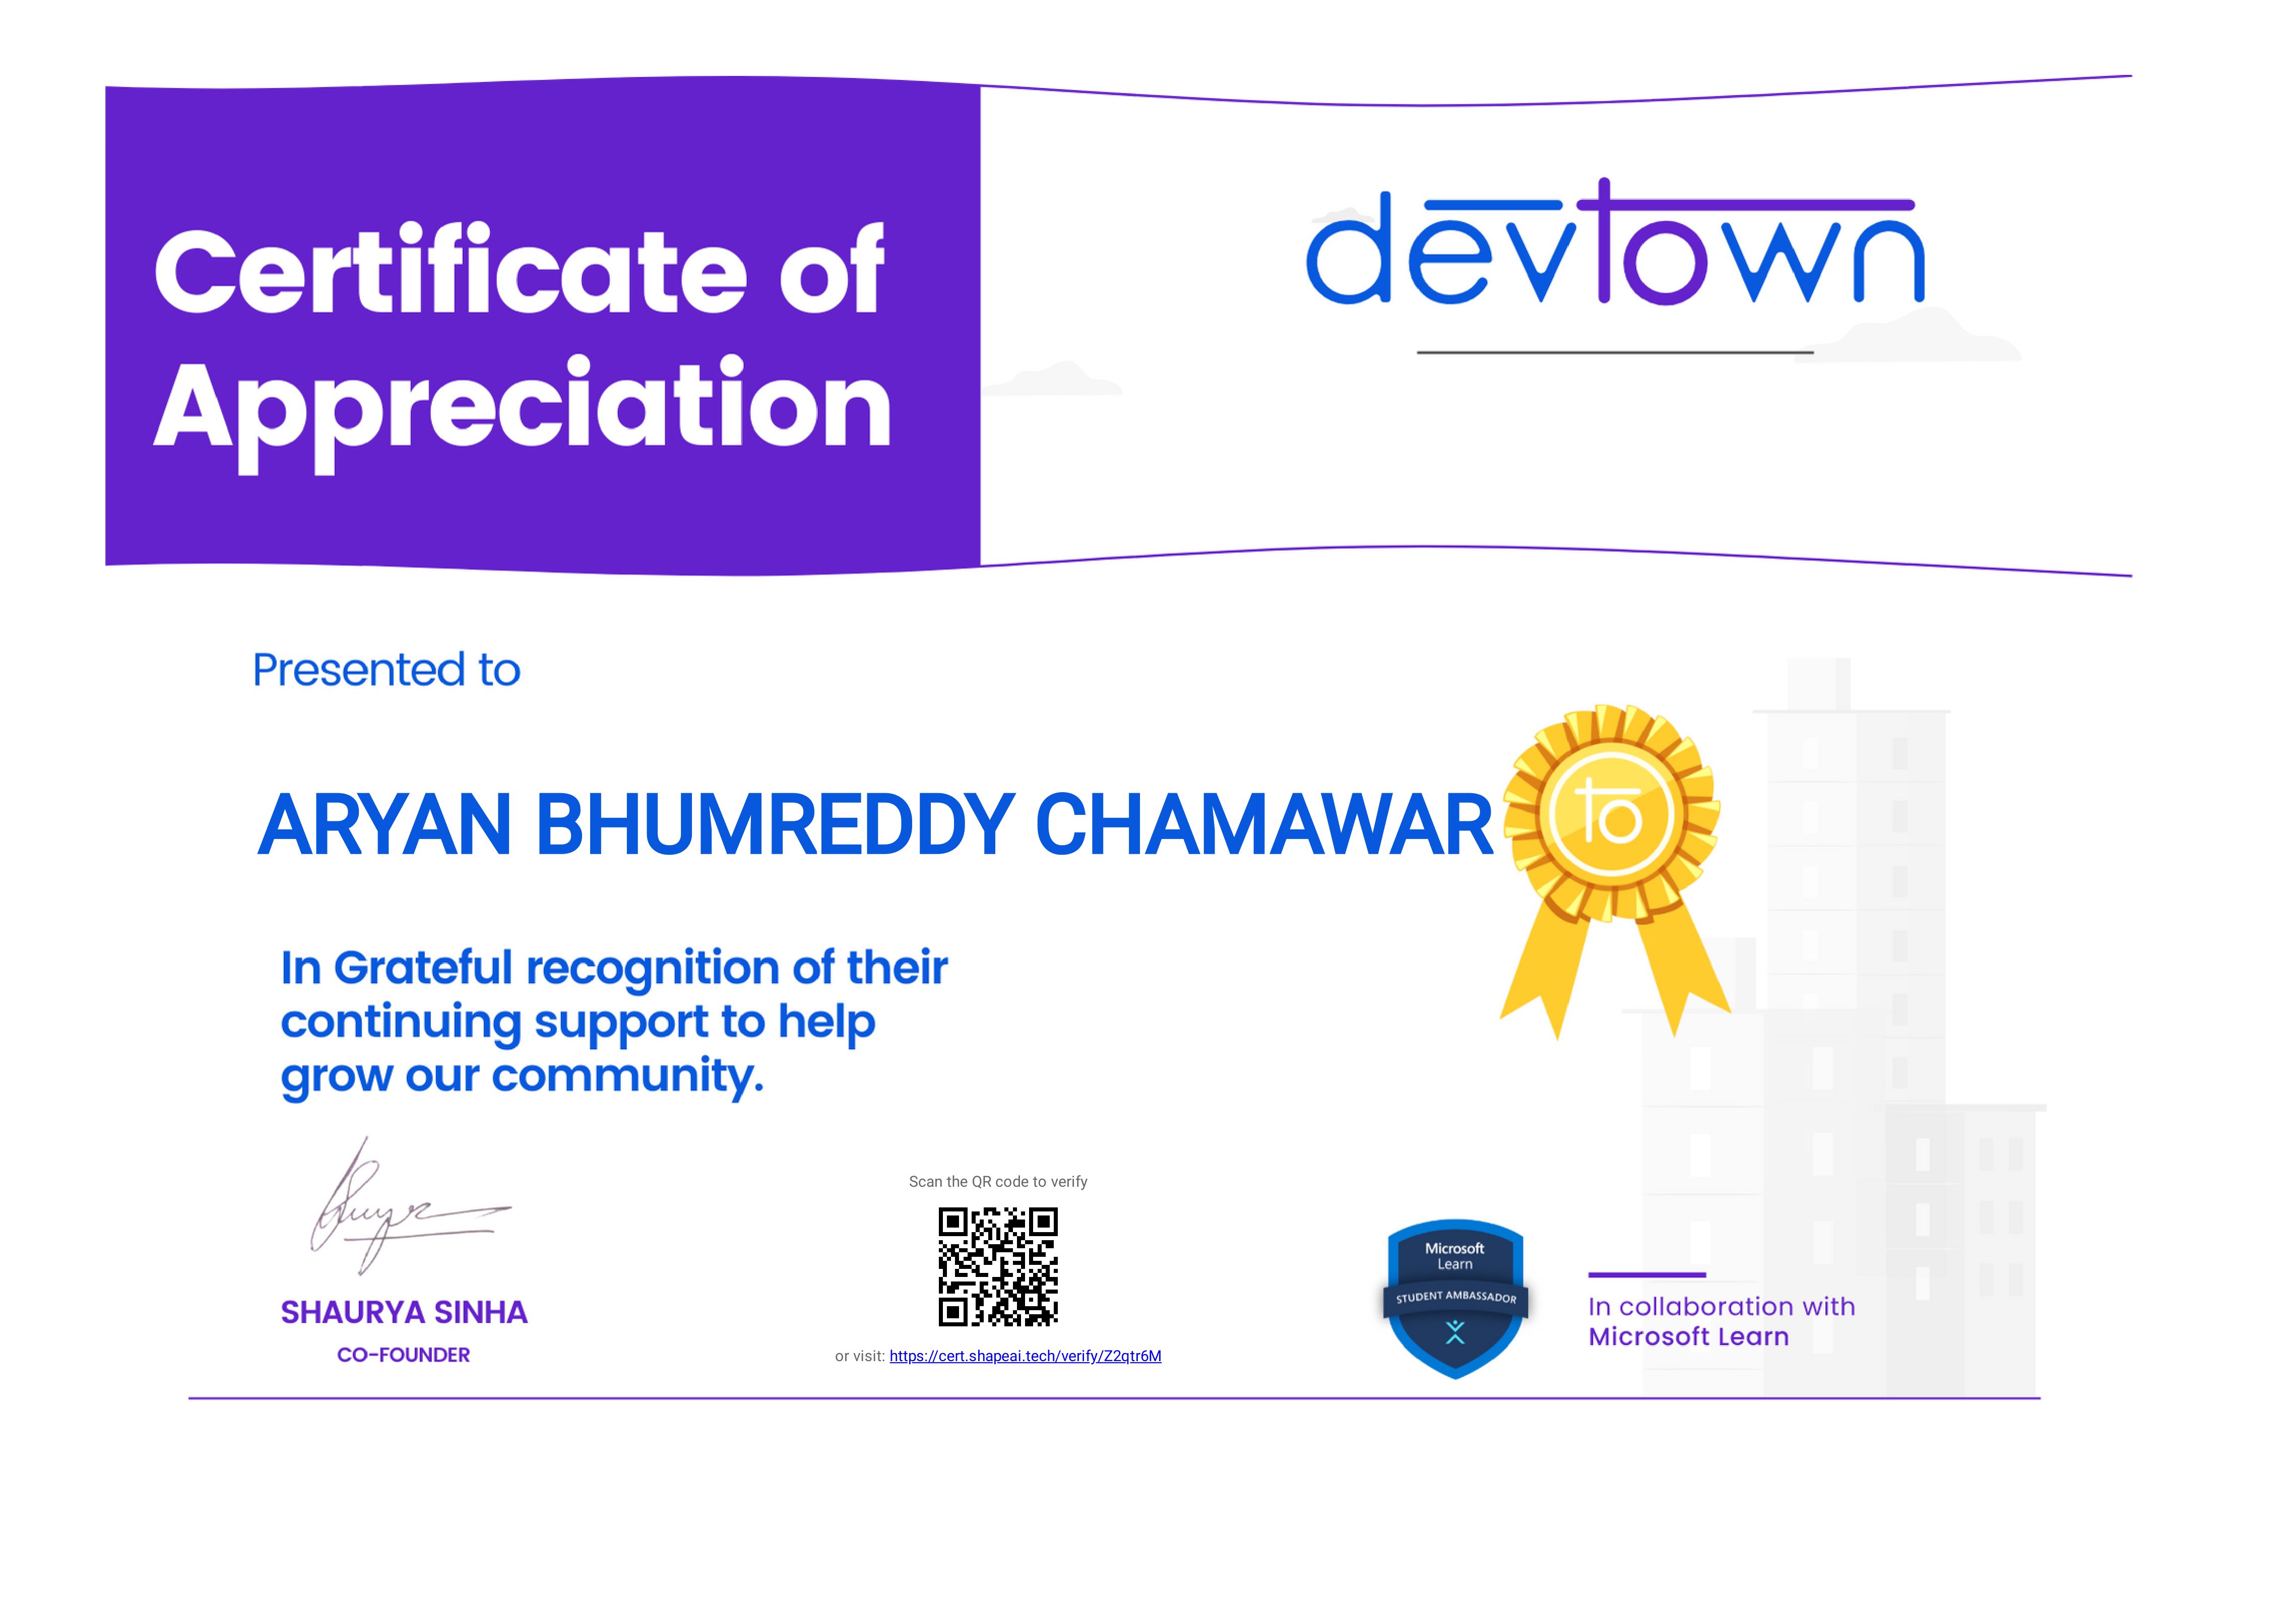 Certificate of
Appreciation
devtown
Presented to
ARYAN BHUMREDDY CHAMAWAR
to
In Grateful recognition of their
continuing support to help
grow our community.
SHAURYA SINHA
CO-FOUNDER
Scan the QR code to verify
or visit: https://cert.shapeai.tech/verify/Z2qtr6M
Microsoft
Learn
STUDENT AMBASSADOR
In collaboration with
Microsoft Learn